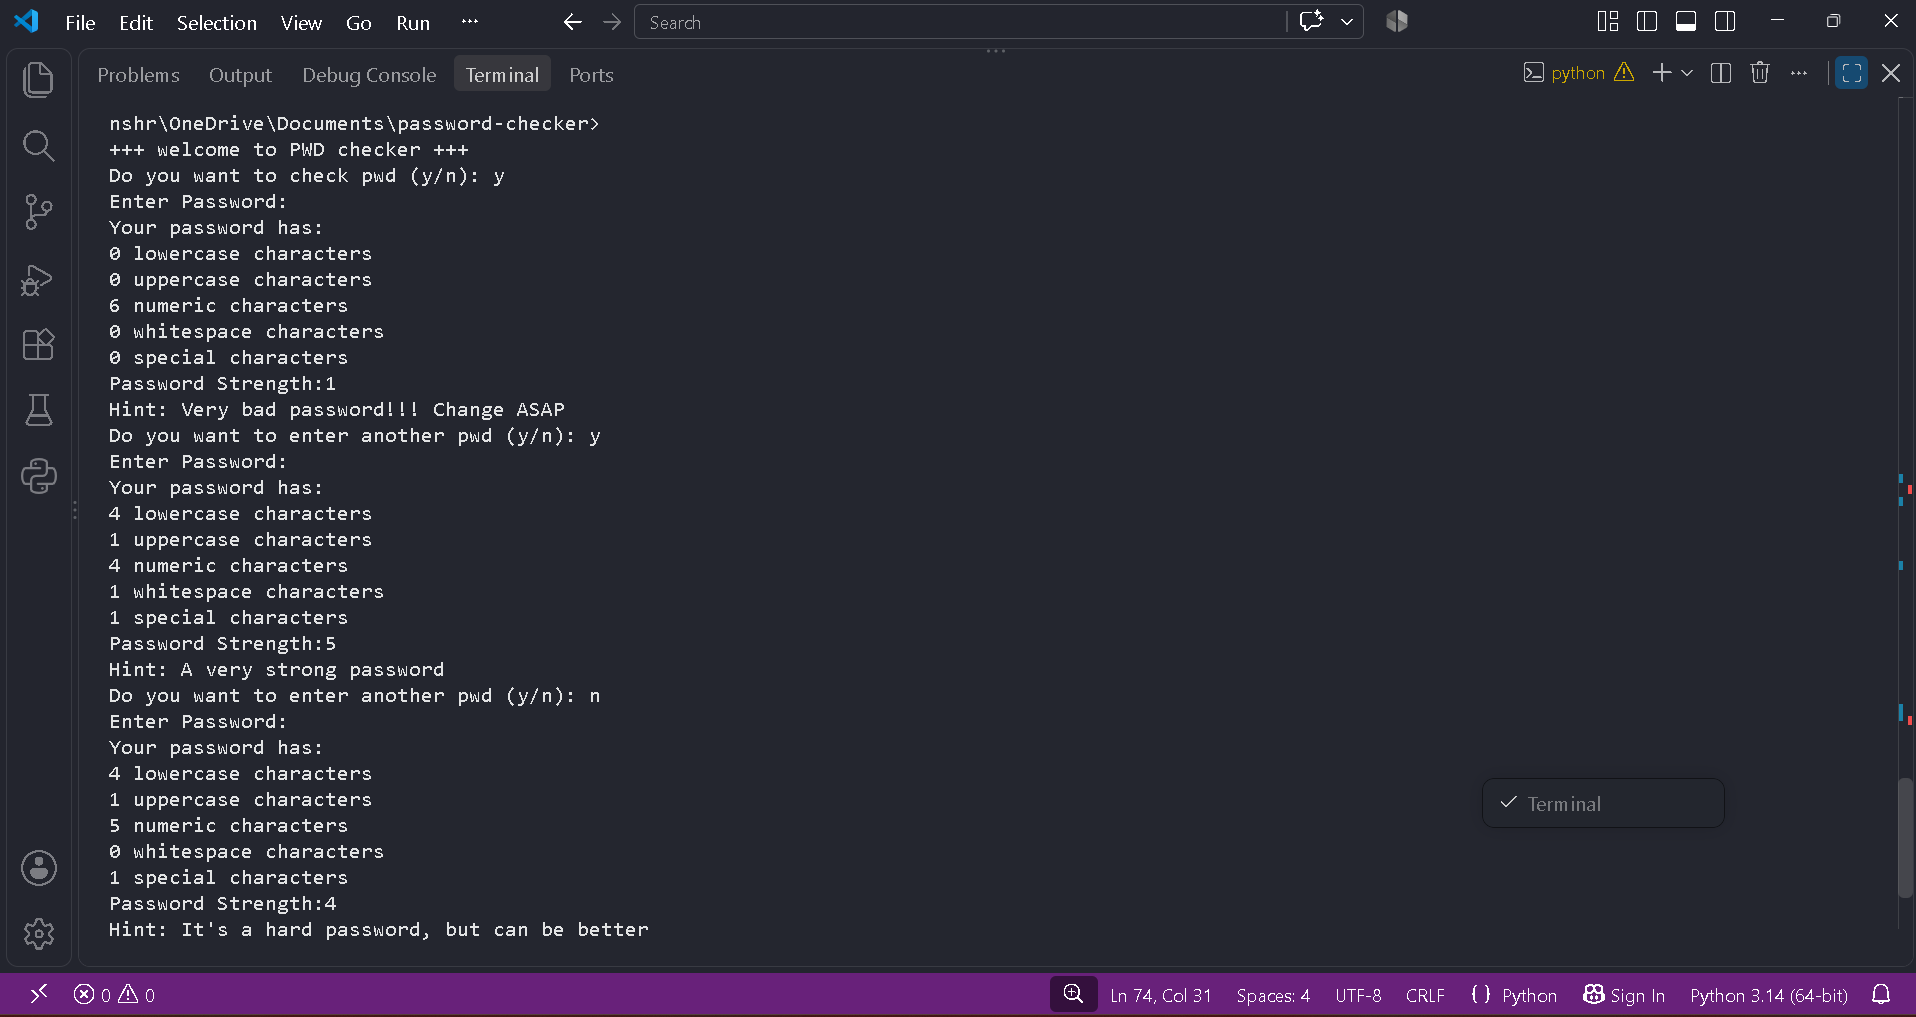 File Edit Selection View Go Run ··· Search
Problems Output Debug Console Terminal Ports python
nshr\OneDrive\Documents\password-checker>
+++ welcome to PWD checker +++
Do you want to check pwd (y/n): y
Enter Password:
Your password has:
0 lowercase characters
0 uppercase characters
6 numeric characters
0 whitespace characters
0 special characters
Password Strength:1
Hint: Very bad password!!! Change ASAP
Do you want to enter another pwd (y/n): y
Enter Password:
Your password has:
4 lowercase characters
1 uppercase characters
4 numeric characters
1 whitespace characters
1 special characters
Password Strength:5
Hint: A very strong password
Do you want to enter another pwd (y/n): n
Enter Password:
Your password has:
4 lowercase characters
1 uppercase characters
5 numeric characters
0 whitespace characters
1 special characters
Password Strength:4
Hint: It's a hard password, but can be better
Terminal
0 0 Ln 74, Col 31 Spaces: 4 UTF-8 CRLF {} Python Sign In Python 3.14 (64-bit)